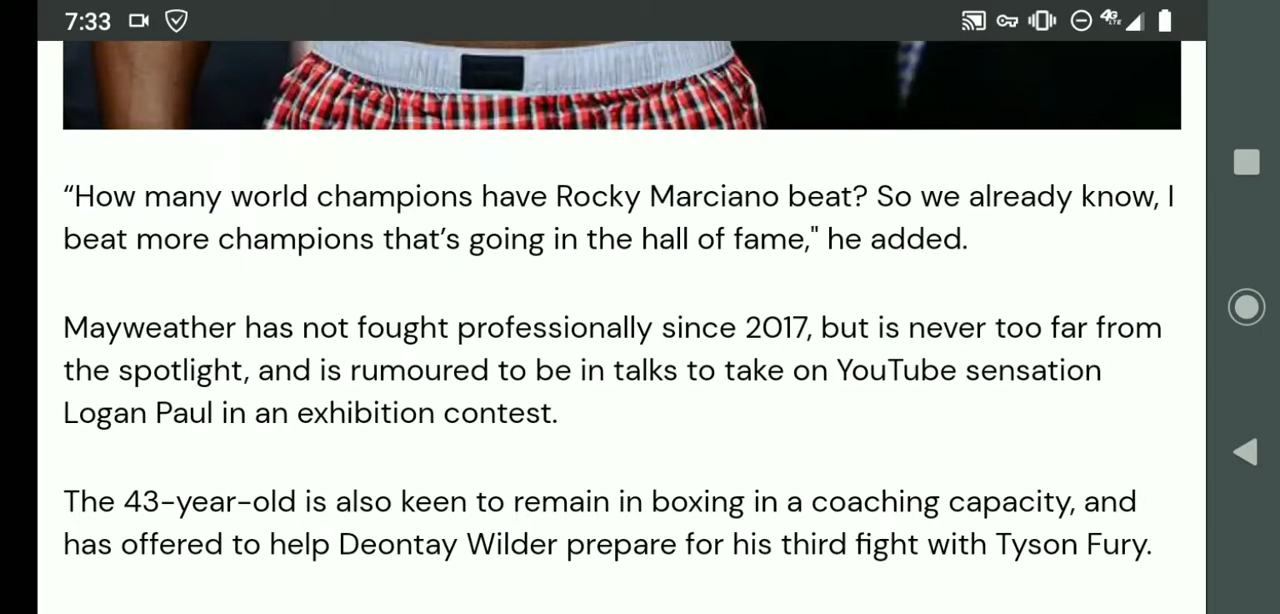 7:33
4G
LTE
“How many world champions have Rocky Marciano beat? So we already know, I
beat more champions that’s going in the hall of fame," he added.
Mayweather has not fought professionally since 2017, but is never too far from
the spotlight, and is rumoured to be in talks to take on YouTube sensation
Logan Paul in an exhibition contest.
The 43-year-old is also keen to remain in boxing in a coaching capacity, and
has offered to help Deontay Wilder prepare for his third fight with Tyson Fury.